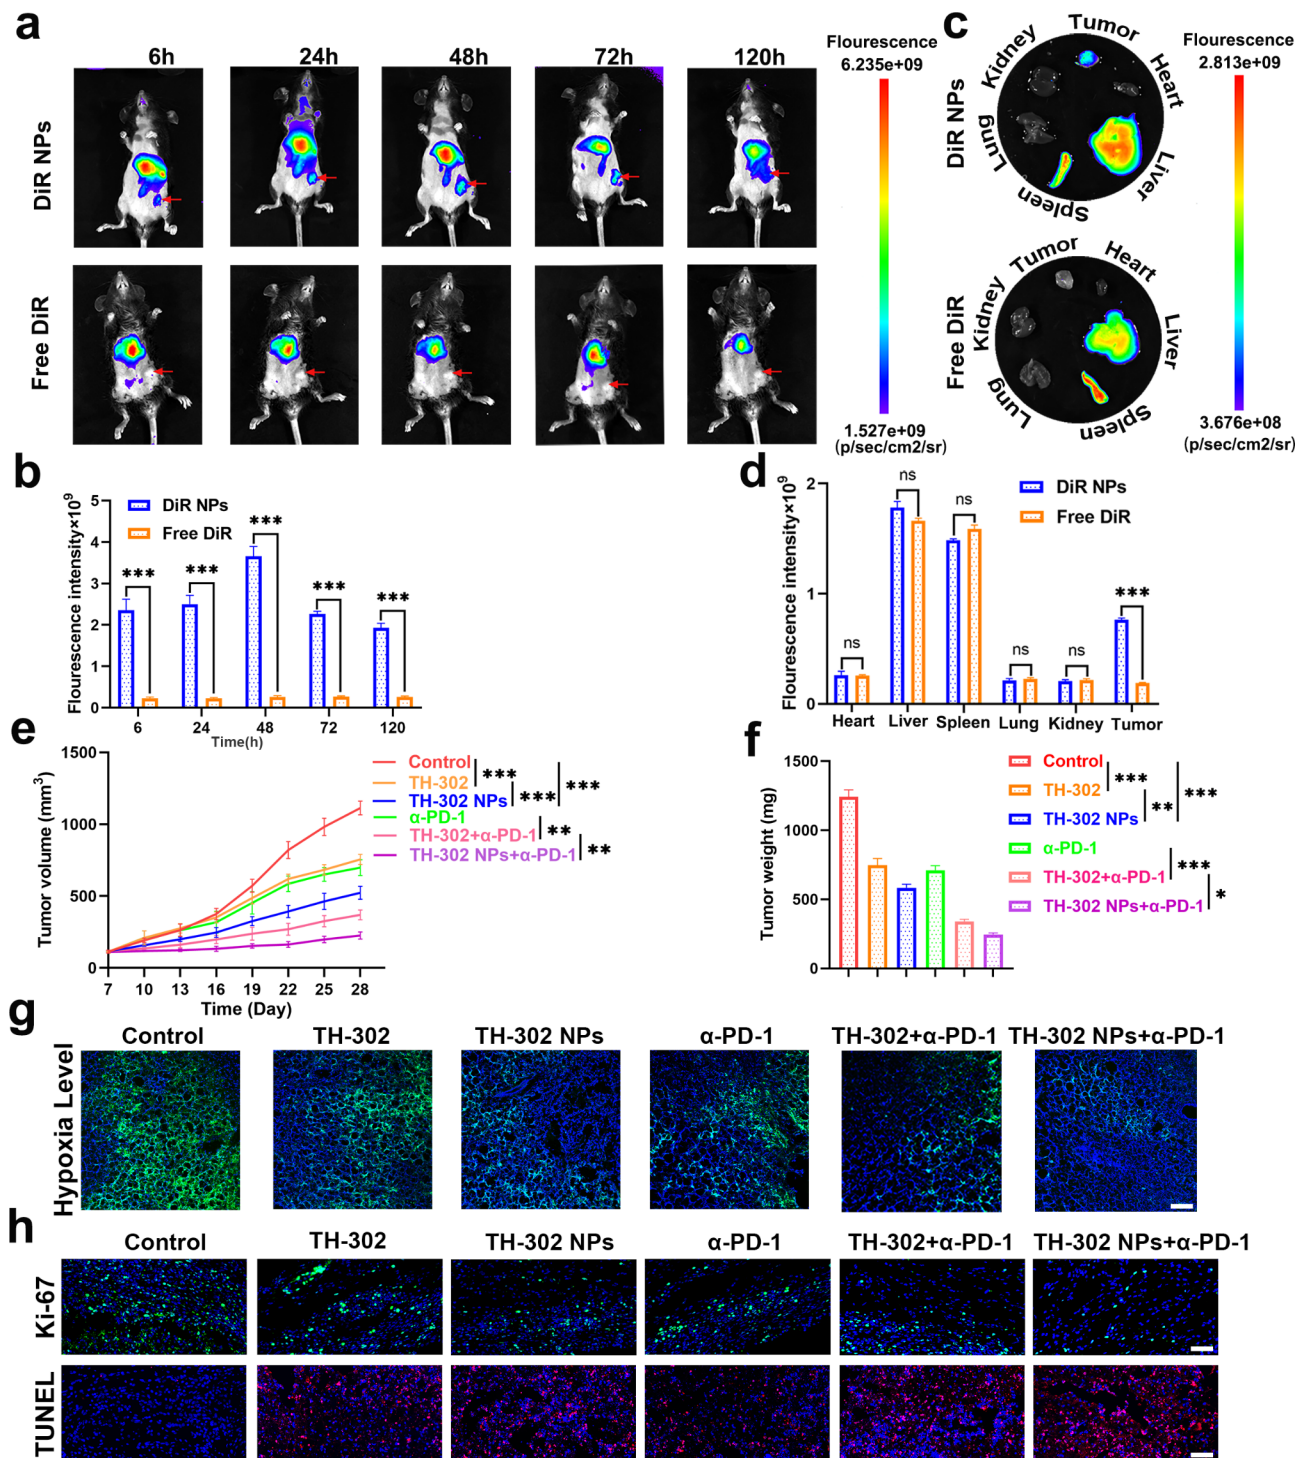 a
6h 24h 48h 72h 120h
DiR NPs
Free DiR
Flourescence
6.235e+09
1.527e+09
(p/sec/cm2/sr)
c
DiR NPs
Kidney Tumor Heart Liver Spleen Lung
Free DiR
Kidney Tumor Heart Liver Spleen Lung
Flourescence
2.813e+09
3.676e+08
(p/sec/cm2/sr)
b
Flourescence intensity×10⁹
5
4
3
2
1
0
DiR NPs
Free DiR
*** *** *** *** ***
6 24 48 72 120
Time(h)
d
Flourescence intensity×10⁹
2
1
0
DiR NPs
Free DiR
ns ns ns ns ns ***
Heart Liver Spleen Lung Kidney Tumor
e
Tumor volume (mm³)
1500
1000
500
0
7 10 13 16 19 22 25 28
Time (Day)
Control
TH-302
TH-302 NPs
α-PD-1
TH-302+α-PD-1
TH-302 NPs+α-PD-1
*** *** *** ** **
f
Tumor weight (mg)
1500
1000
500
0
Control
TH-302
TH-302 NPs
α-PD-1
TH-302+α-PD-1
TH-302 NPs+α-PD-1
*** ** *** *** *
g
Control TH-302 TH-302 NPs α-PD-1 TH-302+α-PD-1 TH-302 NPs+α-PD-1
Hypoxia Level
h
Control TH-302 TH-302 NPs α-PD-1 TH-302+α-PD-1 TH-302 NPs+α-PD-1
Ki-67
TUNEL